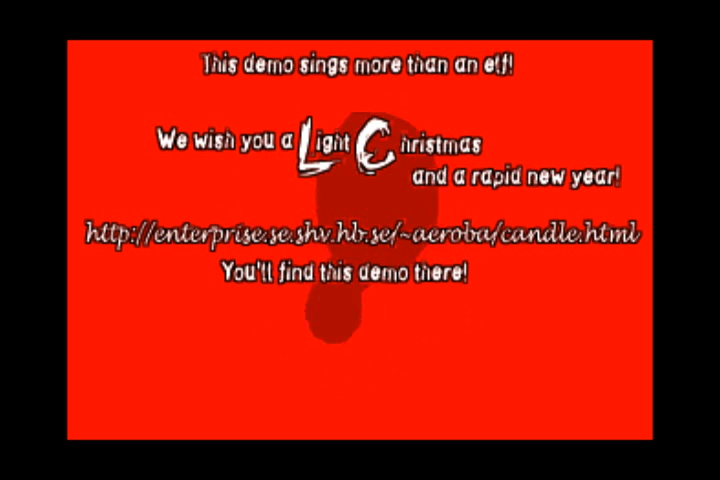 This demo sings more than an elf!
We wish you a Light Christmas
and a rapid new year!
http://enterprise.se.shv.hb.se/~aeroba/candle.html
You'll find this demo there!